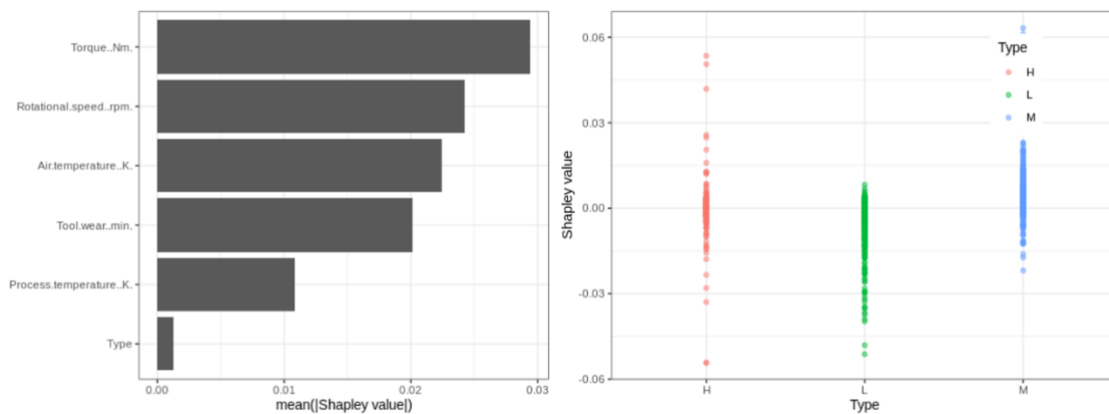 Torque..Nm.
Rotational.speed..rpm.
Air.temperature..K.
Tool.wear..min.
Process.temperature..K.
Type
0.00 0.01 0.02 0.03
mean(|Shapley value|)
Shapley value
0.06
0.03
0.00
-0.03
-0.06
Type
H
L
M
H L M
Type